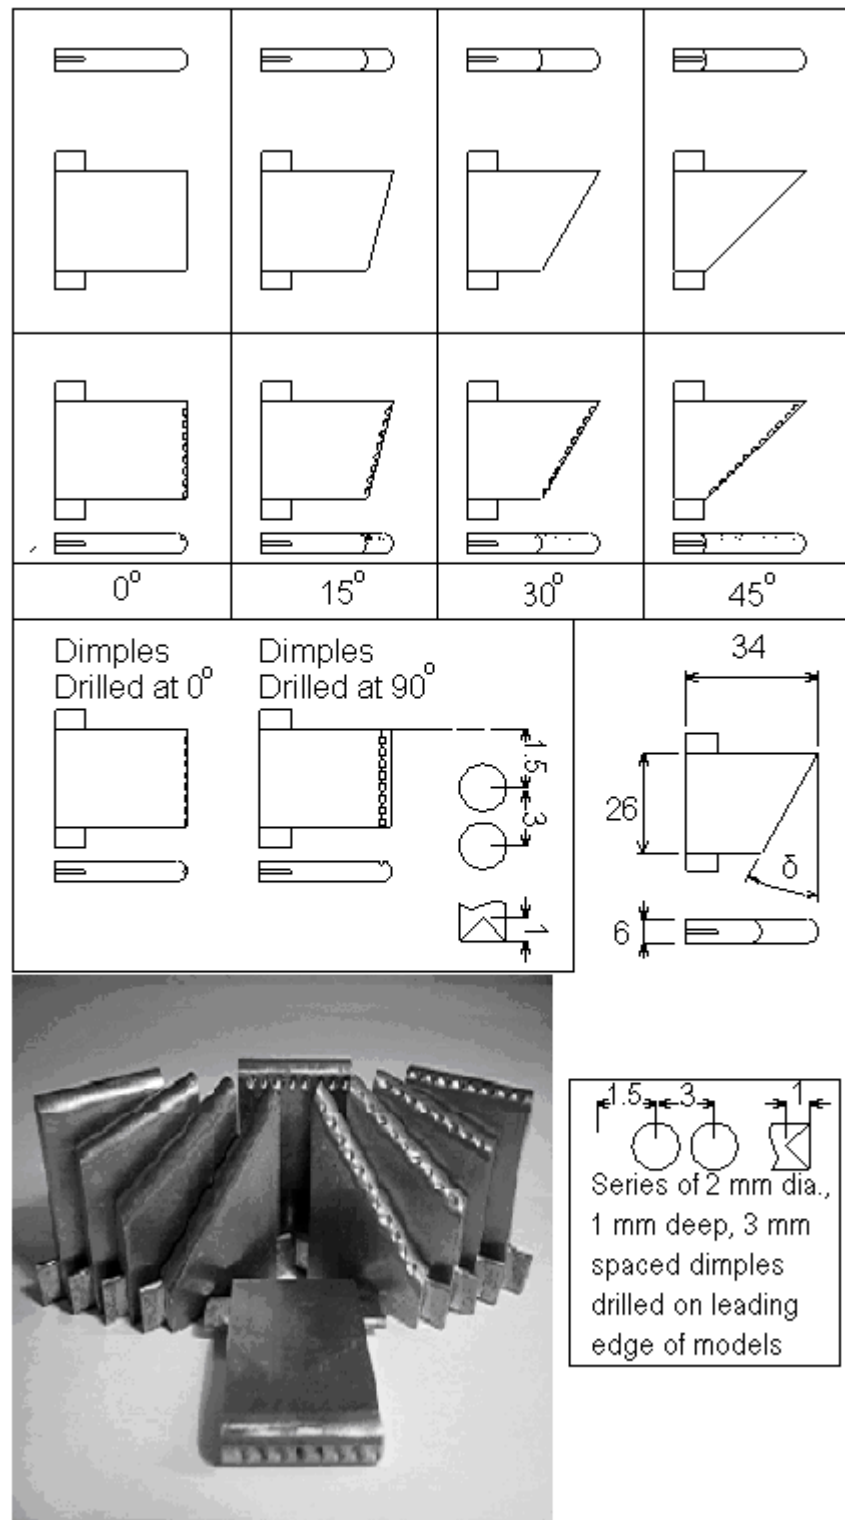 0° 15° 30° 45°
Dimples
Drilled at 0°
Dimples
Drilled at 90°
1.5
3
1
34
26
δ
6
1.5 3 1
Series of 2 mm dia.,
1 mm deep, 3 mm
spaced dimples
drilled on leading
edge of models